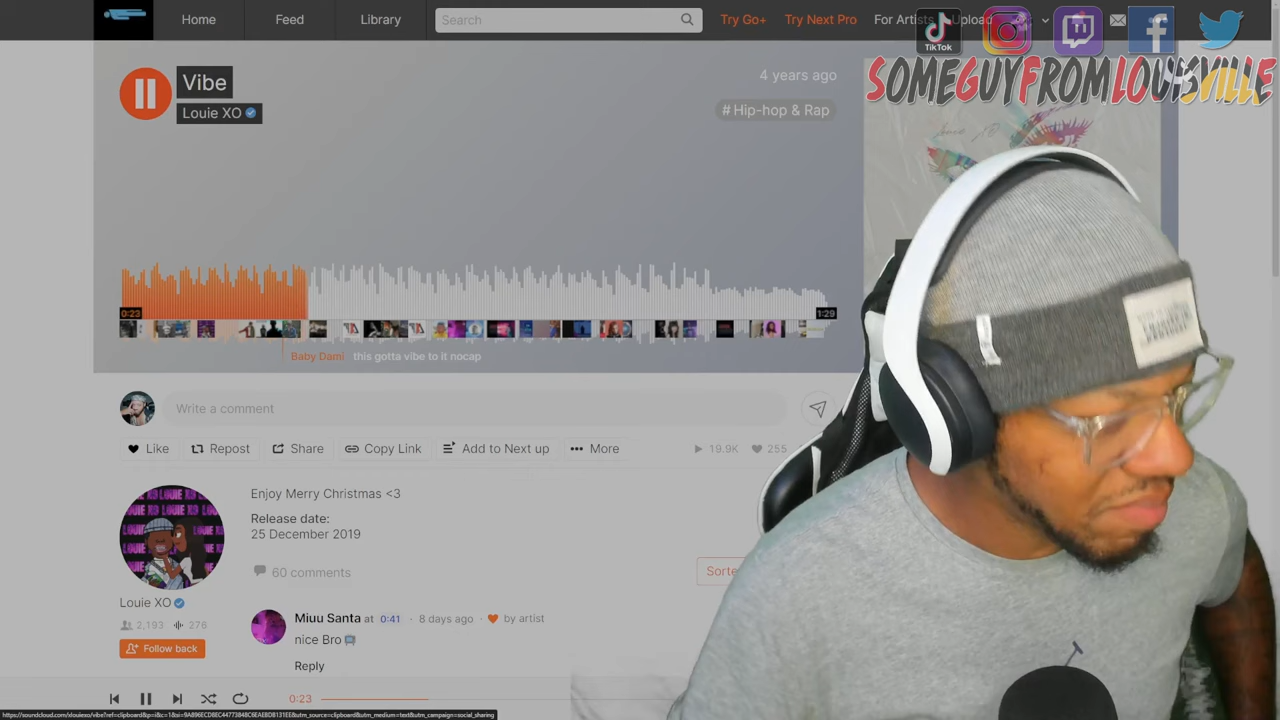 Home
Feed
Library
Search
Try Go+
Try Next Pro
For Artists
Upload
TikTok
SOMEGUYFROMLOUISVILLE
Vibe
Louie XO
4 years ago
# Hip-hop & Rap
0:23
1:29
Baby Dami this gotta vibe to it nocap
Write a comment
Like
Repost
Share
Copy Link
Add to Next up
More
19.9K
255
Enjoy Merry Christmas <3
Release date:
25 December 2019
60 comments
Sorte
Louie XO
2,193
276
Follow back
Miuu Santa at 0:41 · 8 days ago · by artist
nice Bro
Reply
0:23